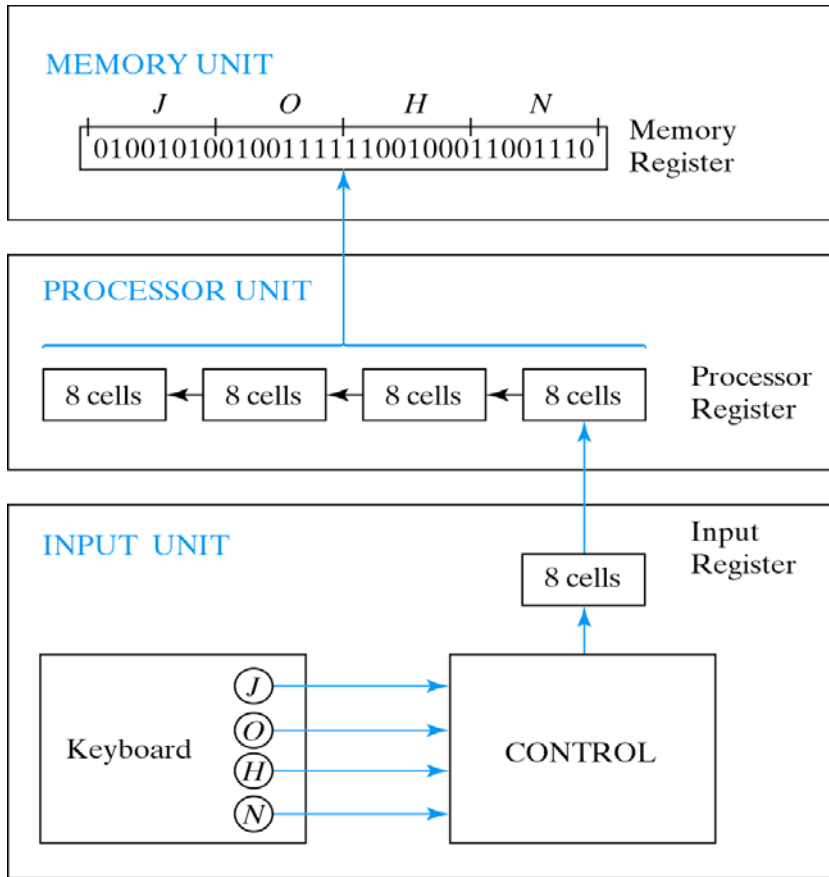 MEMORY UNIT
J O H N
01001010010011111100100011001110
Memory
Register
PROCESSOR UNIT
8 cells 8 cells 8 cells 8 cells
Processor
Register
INPUT UNIT
Input
Register
8 cells
Keyboard
J
O
H
N
CONTROL